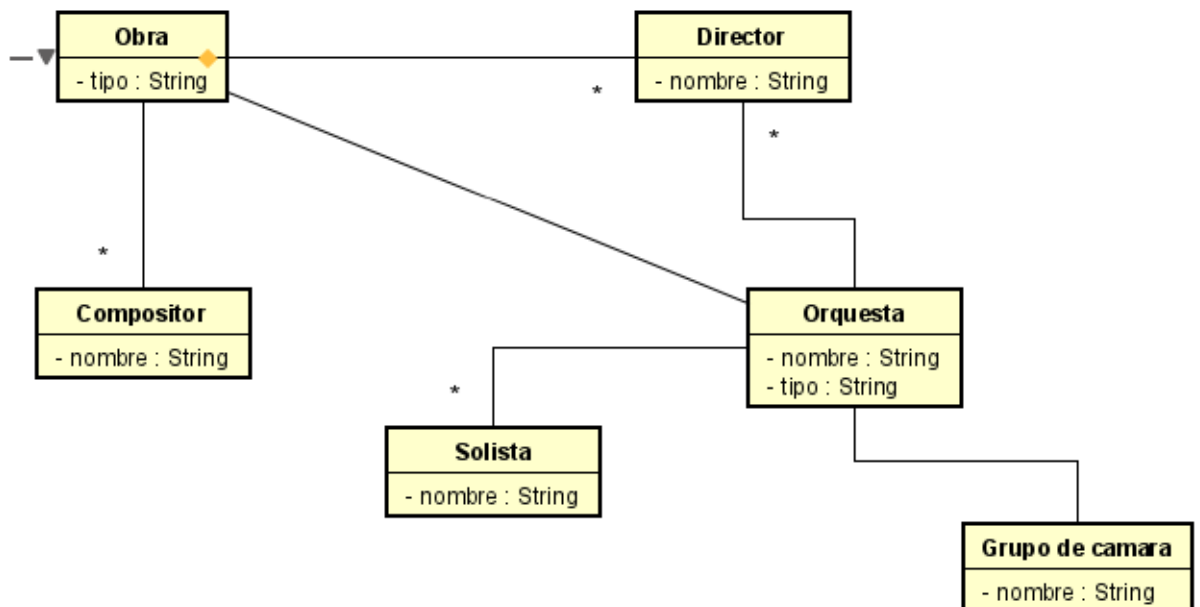 Obra
- tipo : String
Director
- nombre : String
*
*
*
Compositor
- nombre : String
Orquesta
- nombre : String
- tipo : String
*
Solista
- nombre : String
Grupo de camara
- nombre : String